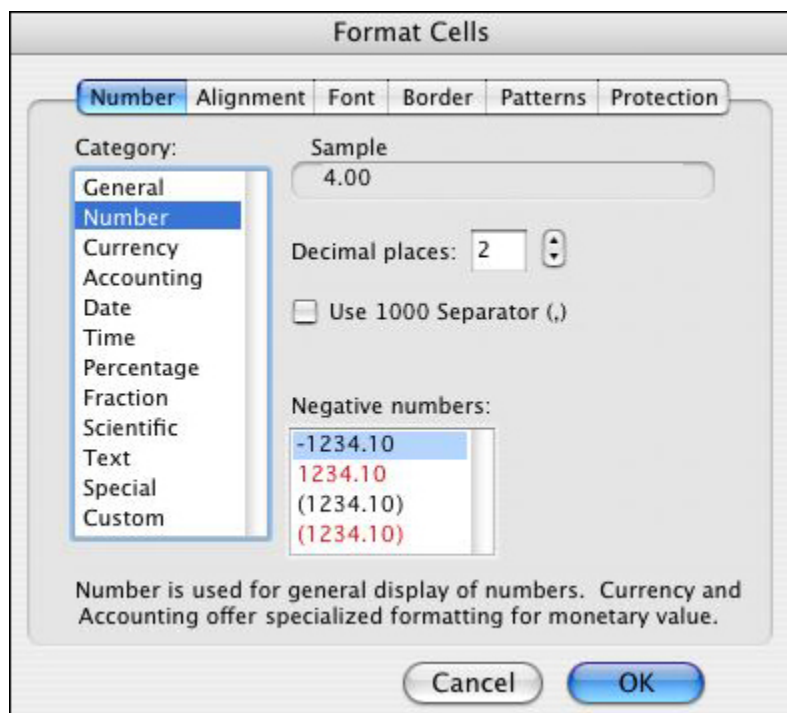 Format Cells
Number Alignment Font Border Patterns Protection
Category:
General
Number
Currency
Accounting
Date
Time
Percentage
Fraction
Scientific
Text
Special
Custom
Sample
4.00
Decimal places: 2
Use 1000 Separator (,)
Negative numbers:
-1234.10
1234.10
(1234.10)
(1234.10)
Number is used for general display of numbers. Currency and
Accounting offer specialized formatting for monetary value.
Cancel OK